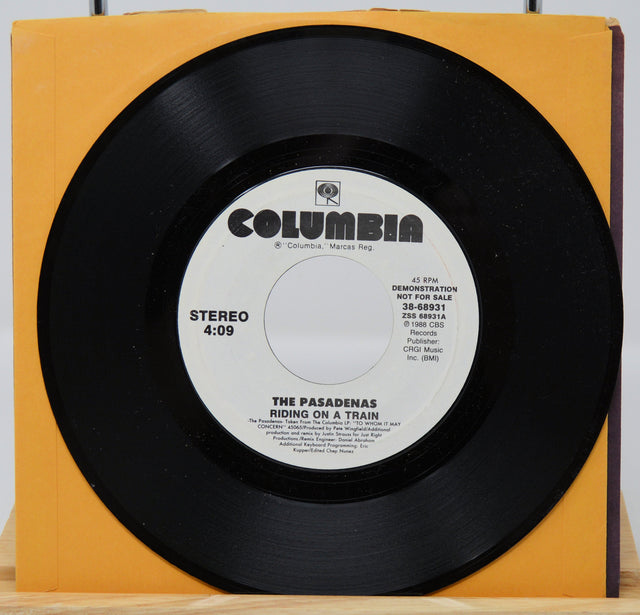 COLUMBIA
® "Columbia," Marcas Reg.
45 RPM
DEMONSTRATION
NOT FOR SALE
38-68931
ZSS 68931A
℗ 1988 CBS
Records
Publisher:
CRGI Music
Inc. (BMI)
STEREO
4:09
THE PASADENAS
RIDING ON A TRAIN
-The Pasadenas- Taken From The Columbia LP: "TO WHOM IT MAY
CONCERN" 45065/Produced by Pete Wingfield/Additional
production and remix by Justin Strauss for Just Right
Productions/Remix Engineer: Daniel Abraham
Additional Keyboard Programming: Eric
Kupper/Edited Chep Nunez